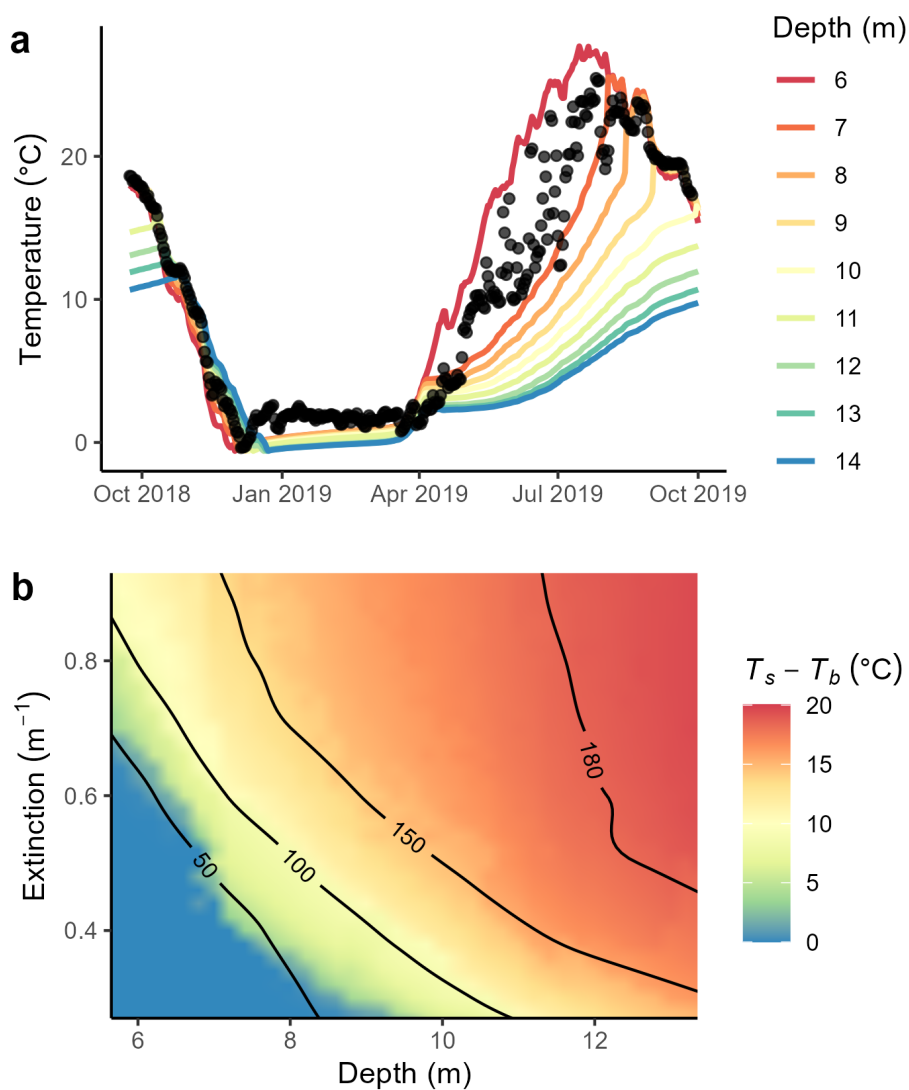 a
Depth (m)
6
7
8
9
10
11
12
13
14
Temperature (°C)
20
10
0
Oct 2018
Jan 2019
Apr 2019
Jul 2019
Oct 2019
b
Extinction (m⁻¹)
0.8
0.6
0.4
50
100
150
180
6
8
10
12
Depth (m)
Tₛ − T_b (°C)
20
15
10
5
0